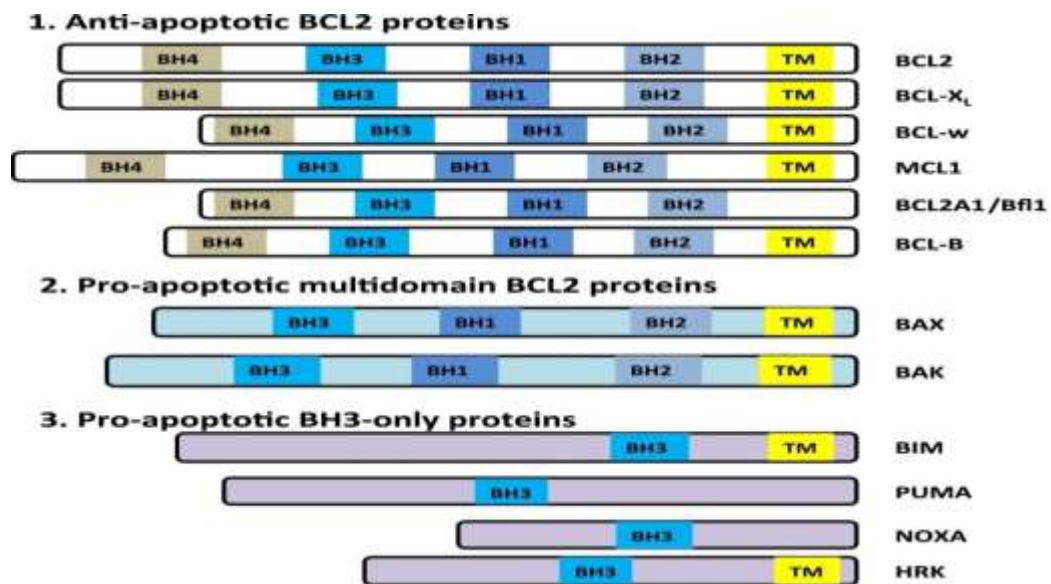 1. Anti-apoptotic BCL2 proteins
BH4 BH3 BH1 BH2 TM BCL2
BH4 BH3 BH1 BH2 TM BCL-XL
BH4 BH3 BH1 BH2 TM BCL-w
BH4 BH3 BH1 BH2 TM MCL1
BH4 BH3 BH1 BH2 BCL2A1/Bfl1
BH4 BH3 BH1 BH2 TM BCL-B
2. Pro-apoptotic multidomain BCL2 proteins
BH3 BH1 BH2 TM BAX
BH3 BH1 BH2 TM BAK
3. Pro-apoptotic BH3-only proteins
BH3 TM BIM
BH3 PUMA
BH3 NOXA
BH3 TM HRK